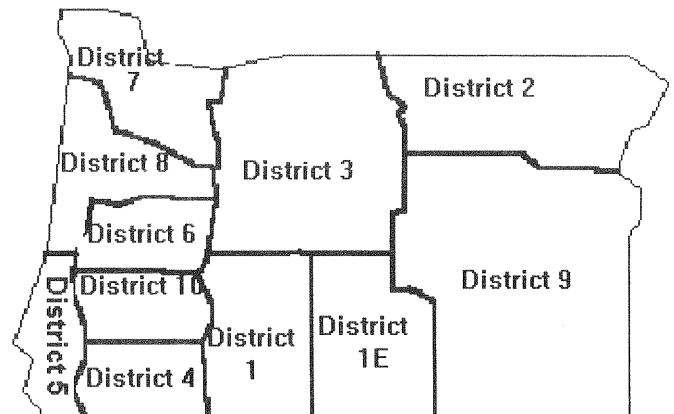 District
7
District 2
District 8
District 3
District 6
District 9
District 10
District 5
District
1
District
1E
District 4